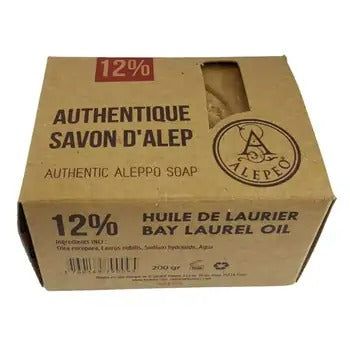 12%
AUTHENTIQUE
SAVON D'ALEP
AUTHENTIC ALEPPO SOAP
A
ALEPEO
12%
HUILE DE LAURIER
BAY LAUREL OIL
Ingredients INCI :
Olea europaea, Laurus nobilis, Sodium hydroxide, Aqua
200 gr